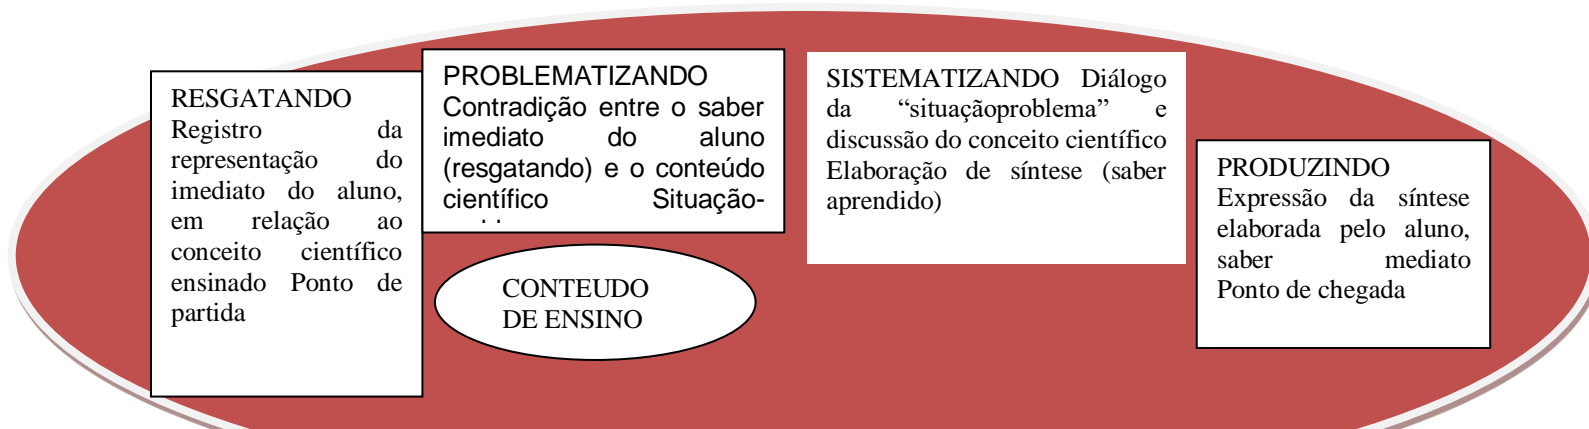 RESGATANDO
Registro da
representação do
imediato do aluno,
em relação ao
conceito científico
ensinado Ponto de
partida
PROBLEMATIZANDO
Contradição entre o saber
imediato do aluno
(resgatando) e o conteúdo
científico Situação-
CONTEUDO
DE ENSINO
SISTEMATIZANDO Diálogo
da “situaçãoproblema” e
discussão do conceito científico
Elaboração de síntese (saber
aprendido)
PRODUZINDO
Expressão da síntese
elaborada pelo aluno,
saber mediato
Ponto de chegada